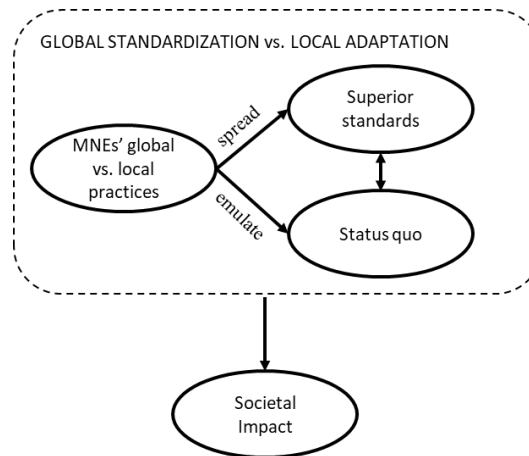 GLOBAL STANDARDIZATION vs. LOCAL ADAPTATION
MNEs’ global
vs. local
practices
spread
emulate
Superior
standards
Status quo
Societal
Impact